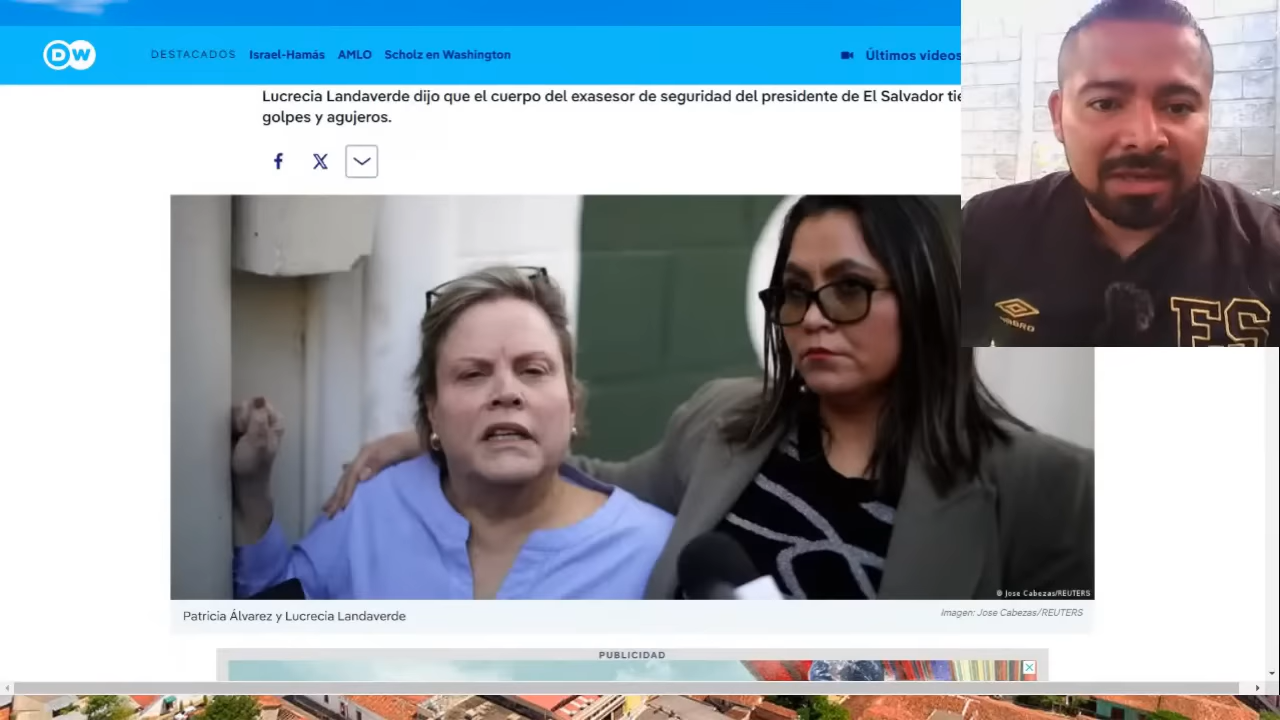 DW
DESTACADOS Israel-Hamás AMLO Scholz en Washington Últimos videos
Lucrecia Landaverde dijo que el cuerpo del exasesor de seguridad del presidente de El Salvador
golpes y agujeros.
f X
© Jose Cabezas/REUTERS
Patricia Álvarez y Lucrecia Landaverde
Imagen: Jose Cabezas/REUTERS
PUBLICIDAD
ES